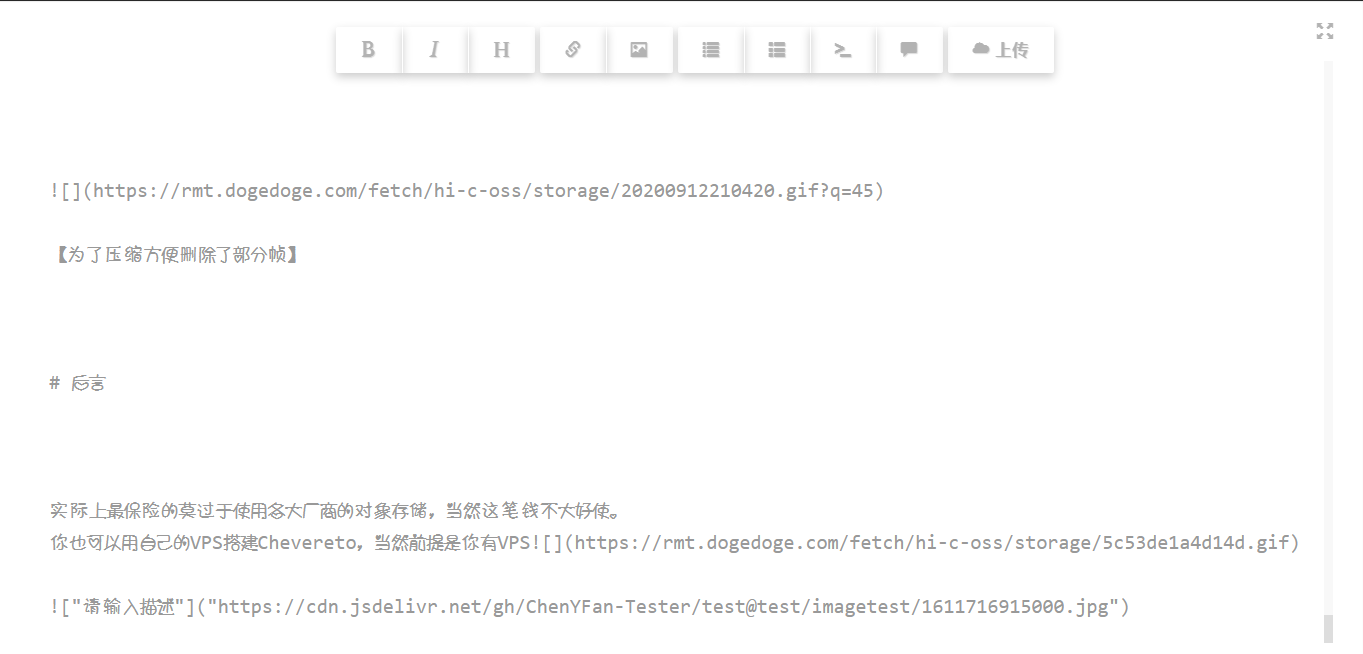 B I H 上传
![](https://rmt.dogedoge.com/fetch/hi-c-oss/storage/20200912210420.gif?q=45)
【为了压缩方便删除了部分帧】
# 后言
实际上最保险的莫过于使用各大厂商的对象存储，当然这笔钱不大好使。
你也可以用自己的VPS搭建Chevereto，当然前提是你有VPS![](https://rmt.dogedoge.com/fetch/hi-c-oss/storage/5c53de1a4d14d.gif)
!["请输入描述"]("https://cdn.jsdelivr.net/gh/ChenYFan-Tester/test@test/imagetest/1611716915000.jpg")